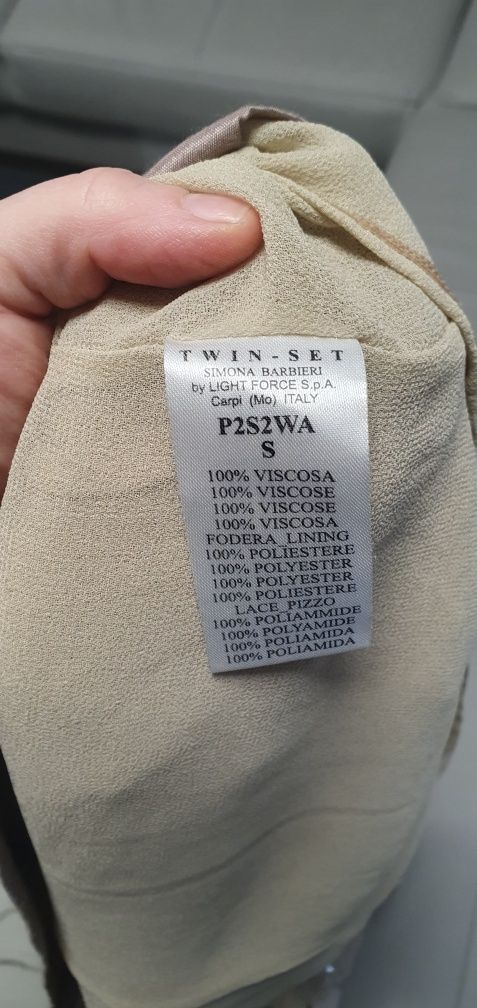 TWIN-SET
SIMONA BARBIERI
by LIGHT FORCE S.p.A.
Carpi (Mo) ITALY
P2S2WA
S
100% VISCOSA
100% VISCOSE
100% VISCOSE
100% VISCOSA
FODERA_LINING
100% POLIESTERE
100% POLYESTER
100% POLYESTER
100% POLIESTERE
LACE_PIZZO
100% POLIAMMIDE
100% POLYAMIDE
100% POLIAMIDA
100% POLIAMIDA